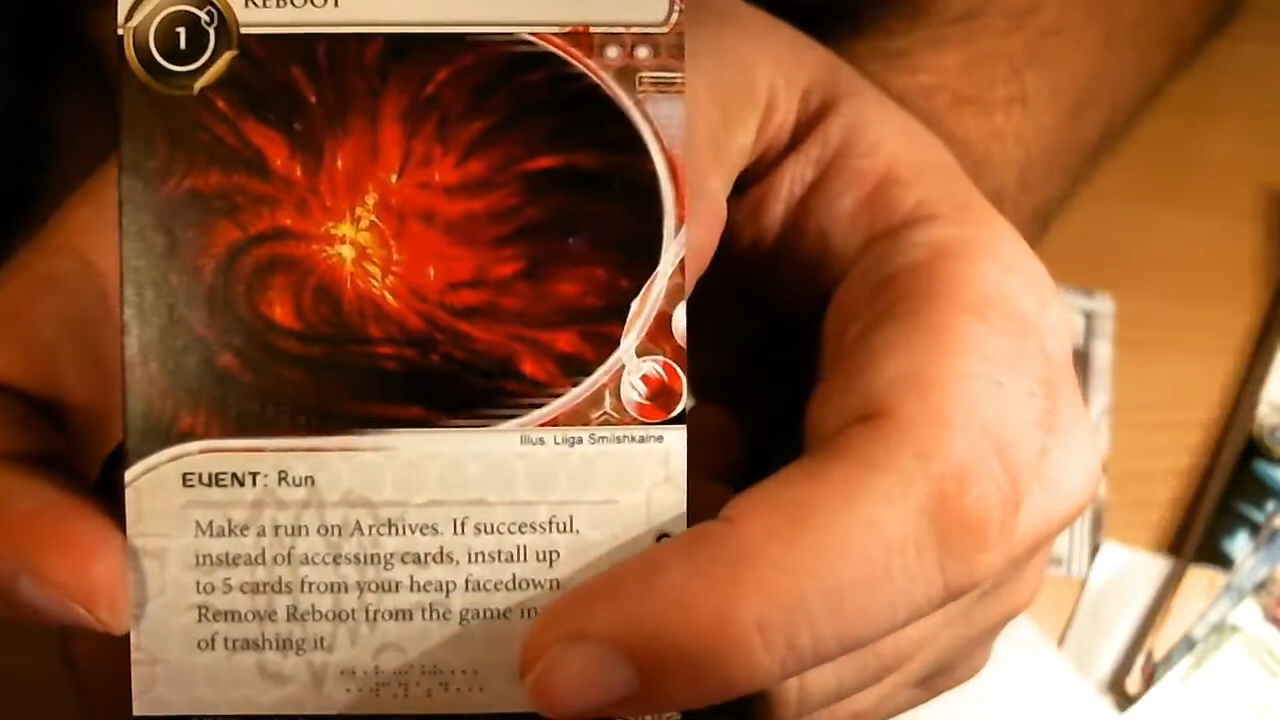 REBOOT
1
Illus. Liiga Smilshkalne
EVENT: Run
Make a run on Archives. If successful,
instead of accessing cards, install up
to 5 cards from your heap facedown
Remove Reboot from the game in
of trashing it.